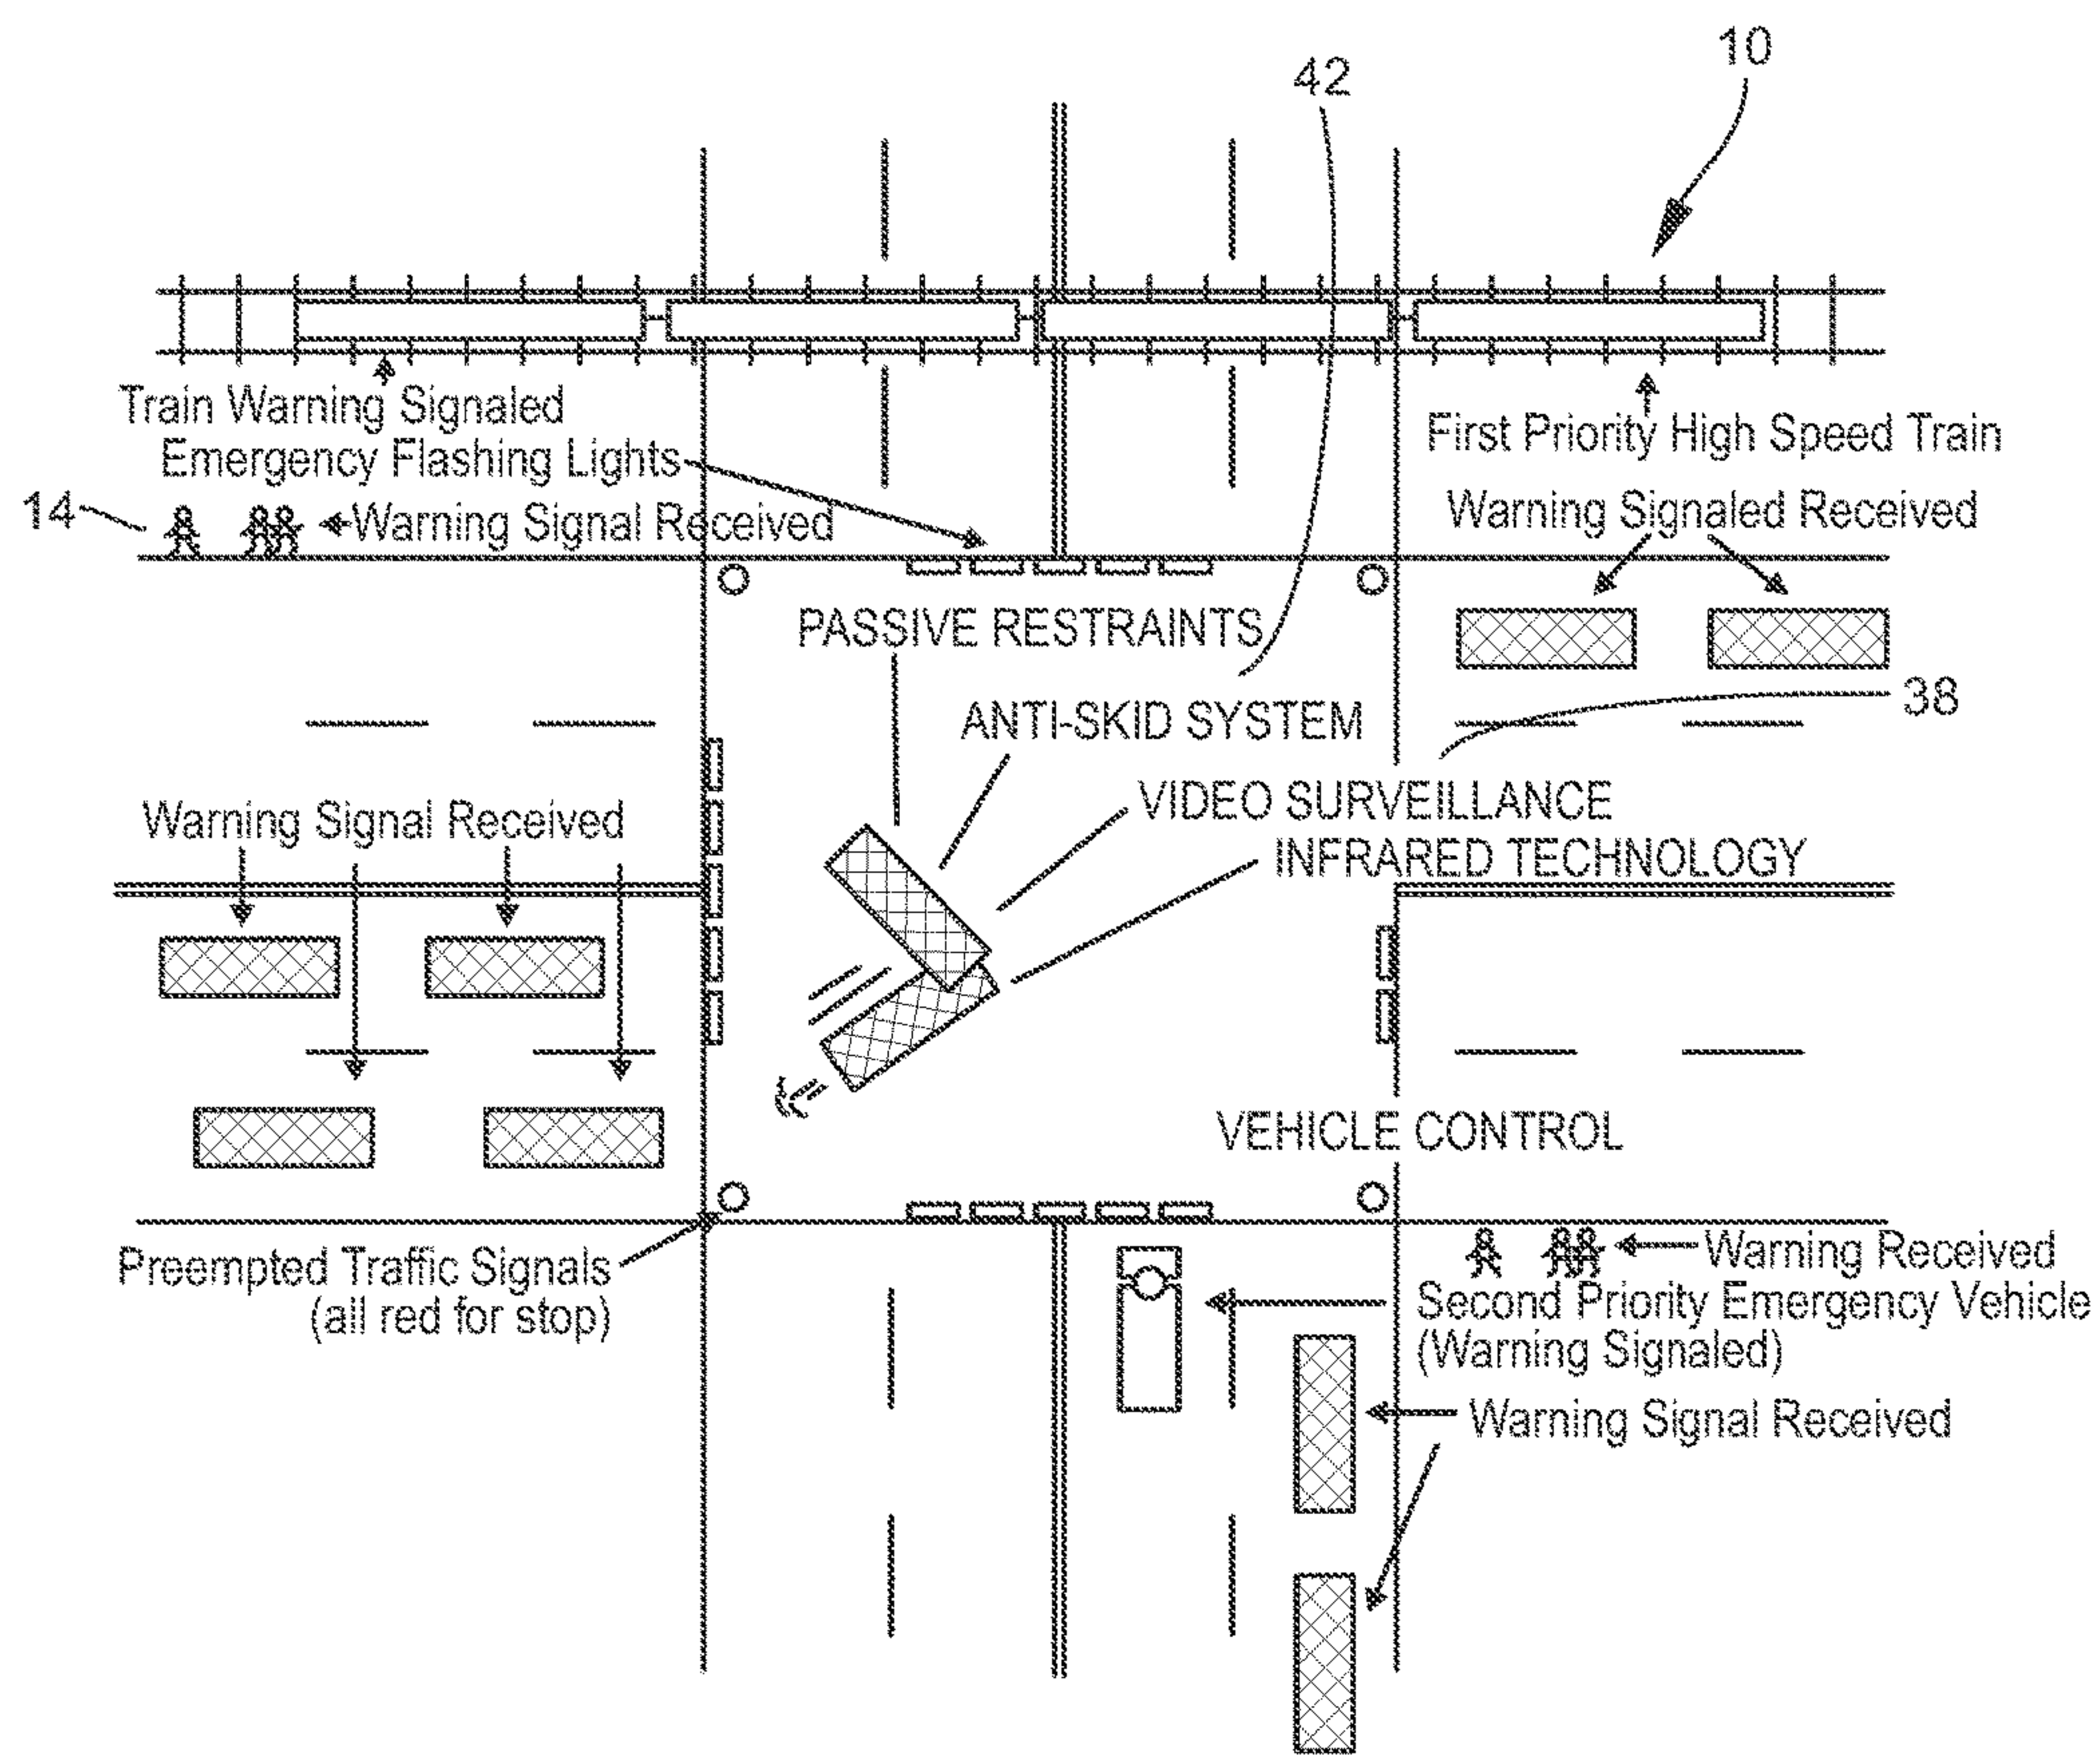 10
42
Train Warning Signaled
Emergency Flashing Lights
First Priority High Speed Train
14
Warning Signal Received
Warning Signaled Received
PASSIVE RESTRAINTS
38
ANTI-SKID SYSTEM
VIDEO SURVEILLANCE
Warning Signal Received
INFRARED TECHNOLOGY
VEHICLE CONTROL
Preempted Traffic Signals
(all red for stop)
Warning Received
Second Priority Emergency Vehicle
(Warning Signaled)
Warning Signal Received